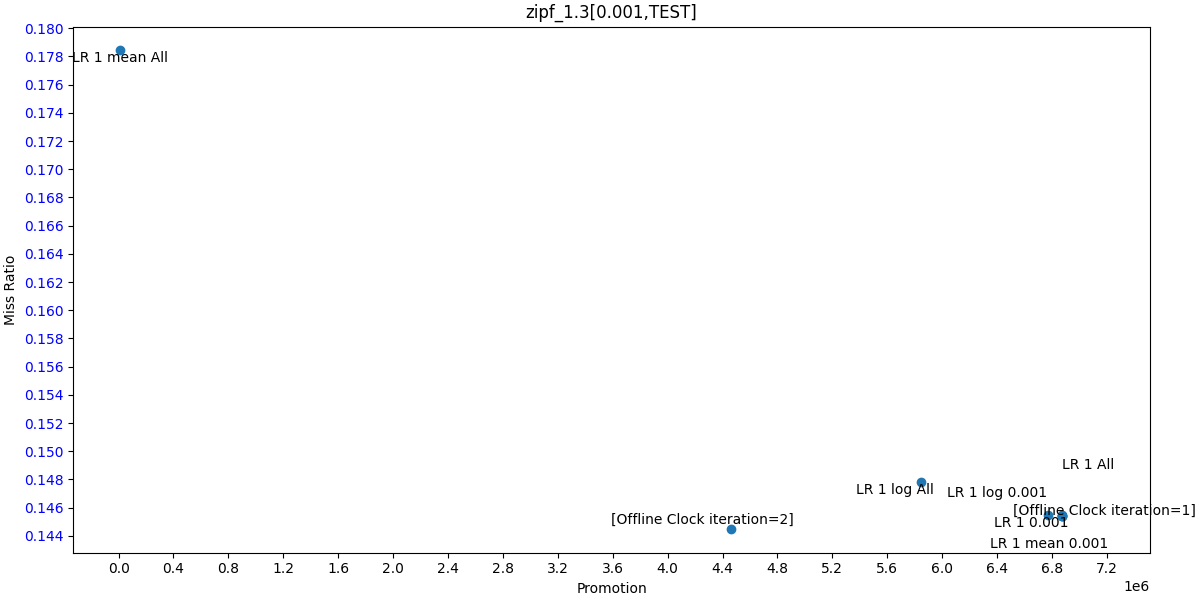 zipf_1.3[0.001,TEST]
0.180
0.178
0.176
0.174
0.172
0.170
0.168
0.166
0.164
0.162
0.160
0.158
0.156
0.154
0.152
0.150
0.148
0.146
0.144
Miss Ratio
LR 1 mean All
LR 1 All
LR 1 log All
LR 1 log 0.001
[Offline Clock iteration=1]
[Offline Clock iteration=2]
LR 1 0.001
LR 1 mean 0.001
0.0 0.4 0.8 1.2 1.6 2.0 2.4 2.8 3.2 3.6 4.0 4.4 4.8 5.2 5.6 6.0 6.4 6.8 7.2
1e6
Promotion